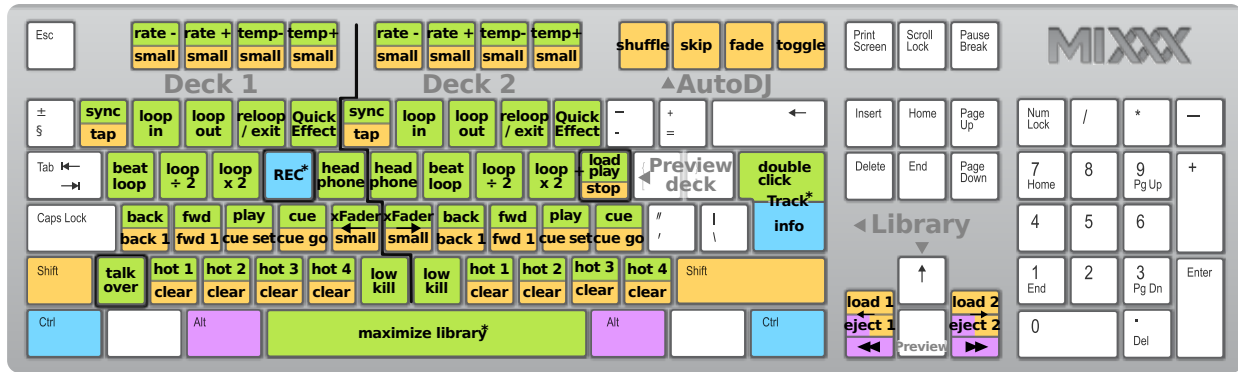 Esc
rate - rate + temp- temp+
small small small small
rate - rate + temp- temp+
small small small small
shuffle skip fade toggle
Print Screen
Scroll Lock
Pause Break
MIXXX
Deck 1
Deck 2
▲AutoDJ
±
§
sync
tap
loop in
loop out
reloop / exit
Quick Effect
sync
tap
loop in
loop out
reloop / exit
Quick Effect
–
-
+
=
←
Insert
Home
Page Up
Num Lock
/
*
—
Tab
beat loop
loop ÷ 2
loop x 2
REC*
head phone
head phone
beat loop
loop ÷ 2
loop x 2
+
load play
stop
◀Preview deck
double click
Track*
info
Delete
End
Page Down
7
Home
8
9
Pg Up
+
Caps Lock
back fwd play cue xFader
back 1 fwd 1 cue set cue go ← small
xFader back fwd play cue
→ small back 1 fwd 1 cue set cue go
"
'
|
\
◀Library
▼
4
5
6
Shift
talk over
hot 1 hot 2 hot 3 hot 4
clear clear clear clear
low kill
low kill
hot 1 hot 2 hot 3 hot 4
clear clear clear clear
Shift
↑
1
End
2
3
Pg Dn
Enter
Ctrl
Alt
maximize library*
Alt
Ctrl
load 1
←
eject 1
◀◀
Preview
load 2
→
eject 2
▶▶
0
.
Del